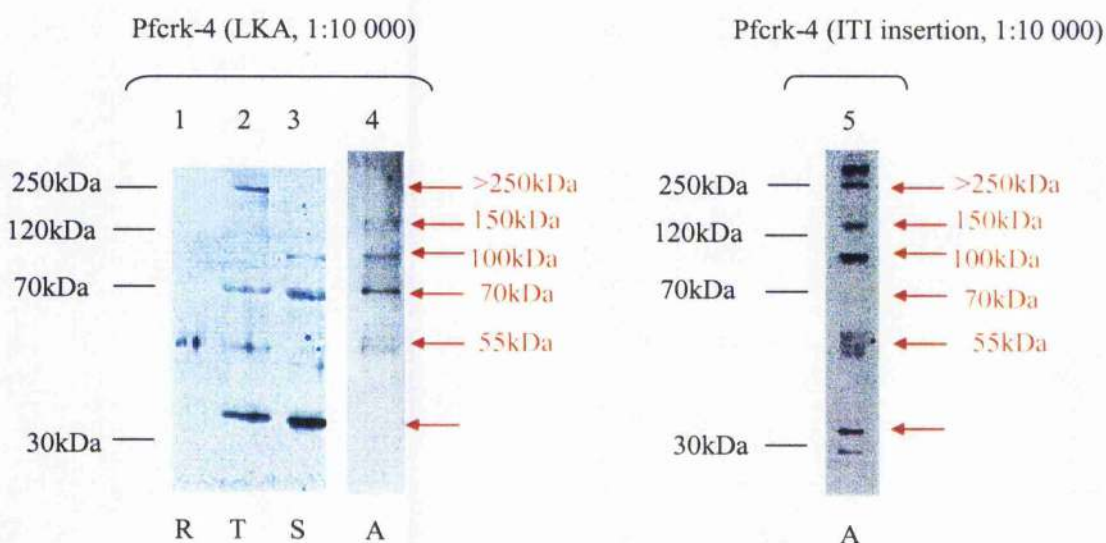 Pfcrk-4 (LKA, 1:10 000)
Pfcrk-4 (ITI insertion, 1:10 000)
1 2 3 4
5
250kDa
>250kDa
120kDa
150kDa
100kDa
70kDa
70kDa
55kDa
30kDa
R T S A
250kDa
>250kDa
120kDa
150kDa
100kDa
70kDa
70kDa
55kDa
30kDa
A